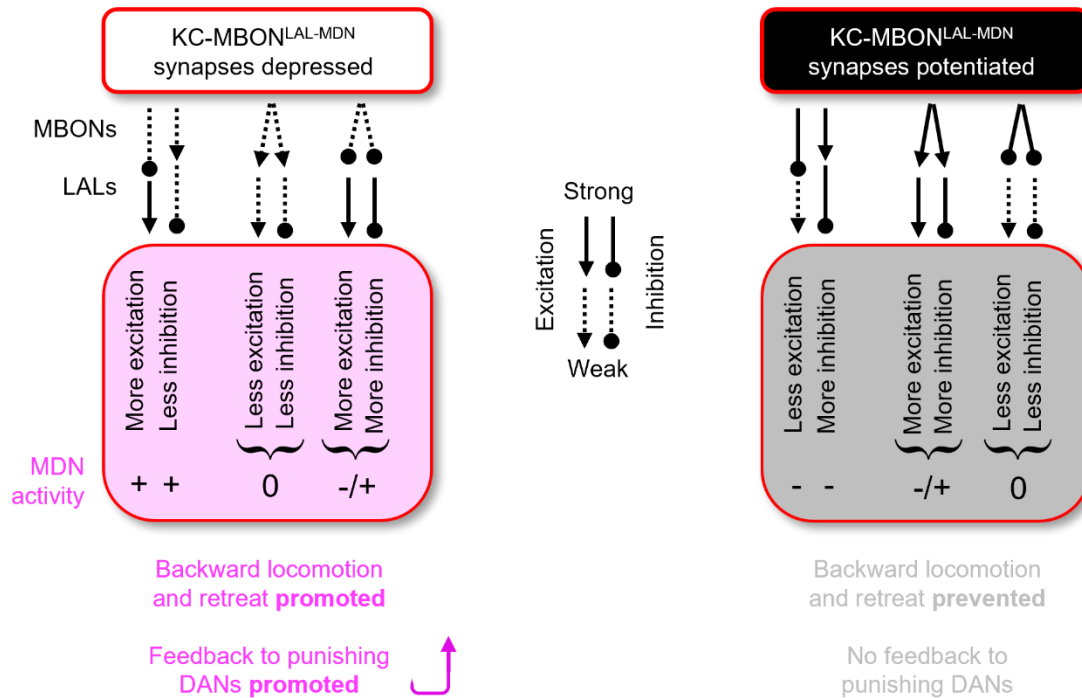 KC-MBONLAL-MDN
synapses depressed
MBONs
LALs
More excitation
Less inhibition
Less excitation
Less inhibition
More excitation
More inhibition
MDN
activity
+ +
0
-/+
Backward locomotion
and retreat promoted
Feedback to punishing
DANs promoted
Strong
Excitation
Inhibition
Weak
KC-MBONLAL-MDN
synapses potentiated
Less excitation
More inhibition
More excitation
More inhibition
Less excitation
Less inhibition
- -
-/+
0
Backward locomotion
and retreat prevented
No feedback to
punishing DANs